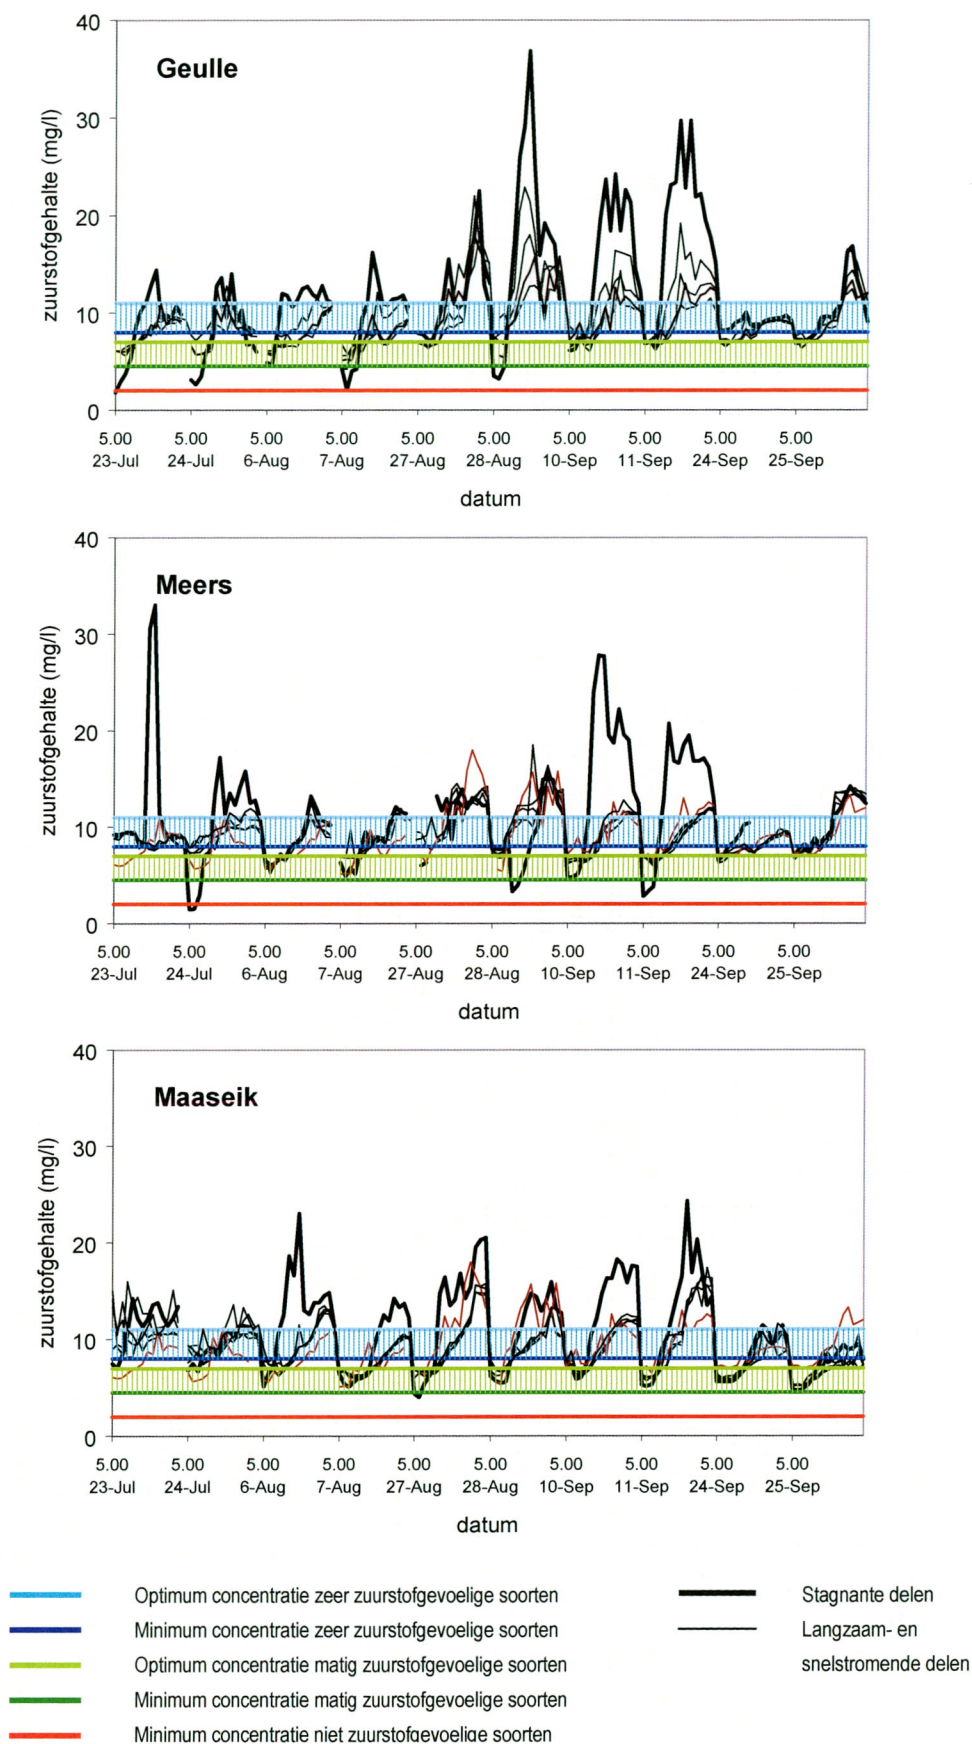 Geulle
zuurstofgehalte (mg/l)
40
30
20
10
0
5.00 5.00 5.00 5.00 5.00 5.00 5.00 5.00 5.00 5.00
23-Jul 24-Jul 6-Aug 7-Aug 27-Aug 28-Aug 10-Sep 11-Sep 24-Sep 25-Sep
datum
Meers
zuurstofgehalte (mg/l)
40
30
20
10
0
5.00 5.00 5.00 5.00 5.00 5.00 5.00 5.00 5.00 5.00
23-Jul 24-Jul 6-Aug 7-Aug 27-Aug 28-Aug 10-Sep 11-Sep 24-Sep 25-Sep
datum
Maaseik
zuurstofgehalte (mg/l)
40
30
20
10
0
5.00 5.00 5.00 5.00 5.00 5.00 5.00 5.00 5.00 5.00
23-Jul 24-Jul 6-Aug 7-Aug 27-Aug 28-Aug 10-Sep 11-Sep 24-Sep 25-Sep
datum
Optimum concentratie zeer zuurstofgevoelige soorten
Minimum concentratie zeer zuurstofgevoelige soorten
Optimum concentratie matig zuurstofgevoelige soorten
Minimum concentratie matig zuurstofgevoelige soorten
Minimum concentratie niet zuurstofgevoelige soorten
Stagnante delen
Langzaam- en
snelstromende delen